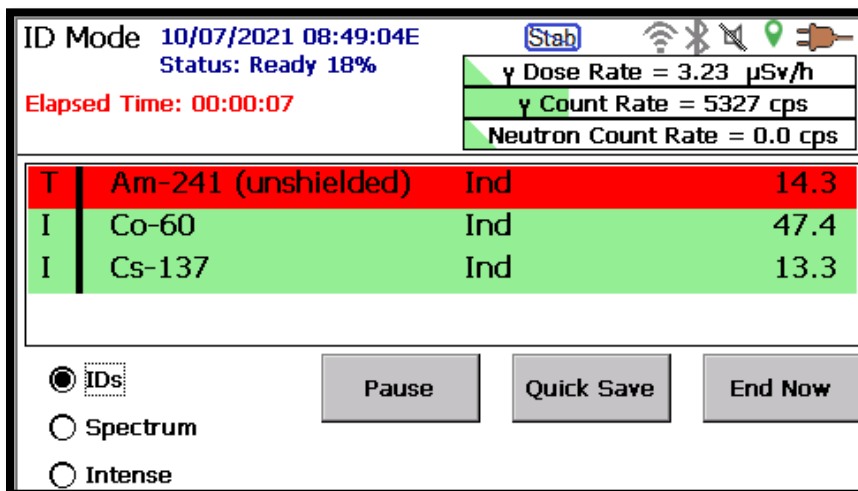 ID Mode 10/07/2021 08:49:04E Stab
Status: Ready 18%
γ Dose Rate = 3.23 µSv/h
Elapsed Time: 00:00:07
γ Count Rate = 5327 cps
Neutron Count Rate = 0.0 cps
T Am-241 (unshielded) Ind 14.3
I Co-60 Ind 47.4
I Cs-137 Ind 13.3
IDs
Pause Quick Save End Now
Spectrum
Intense